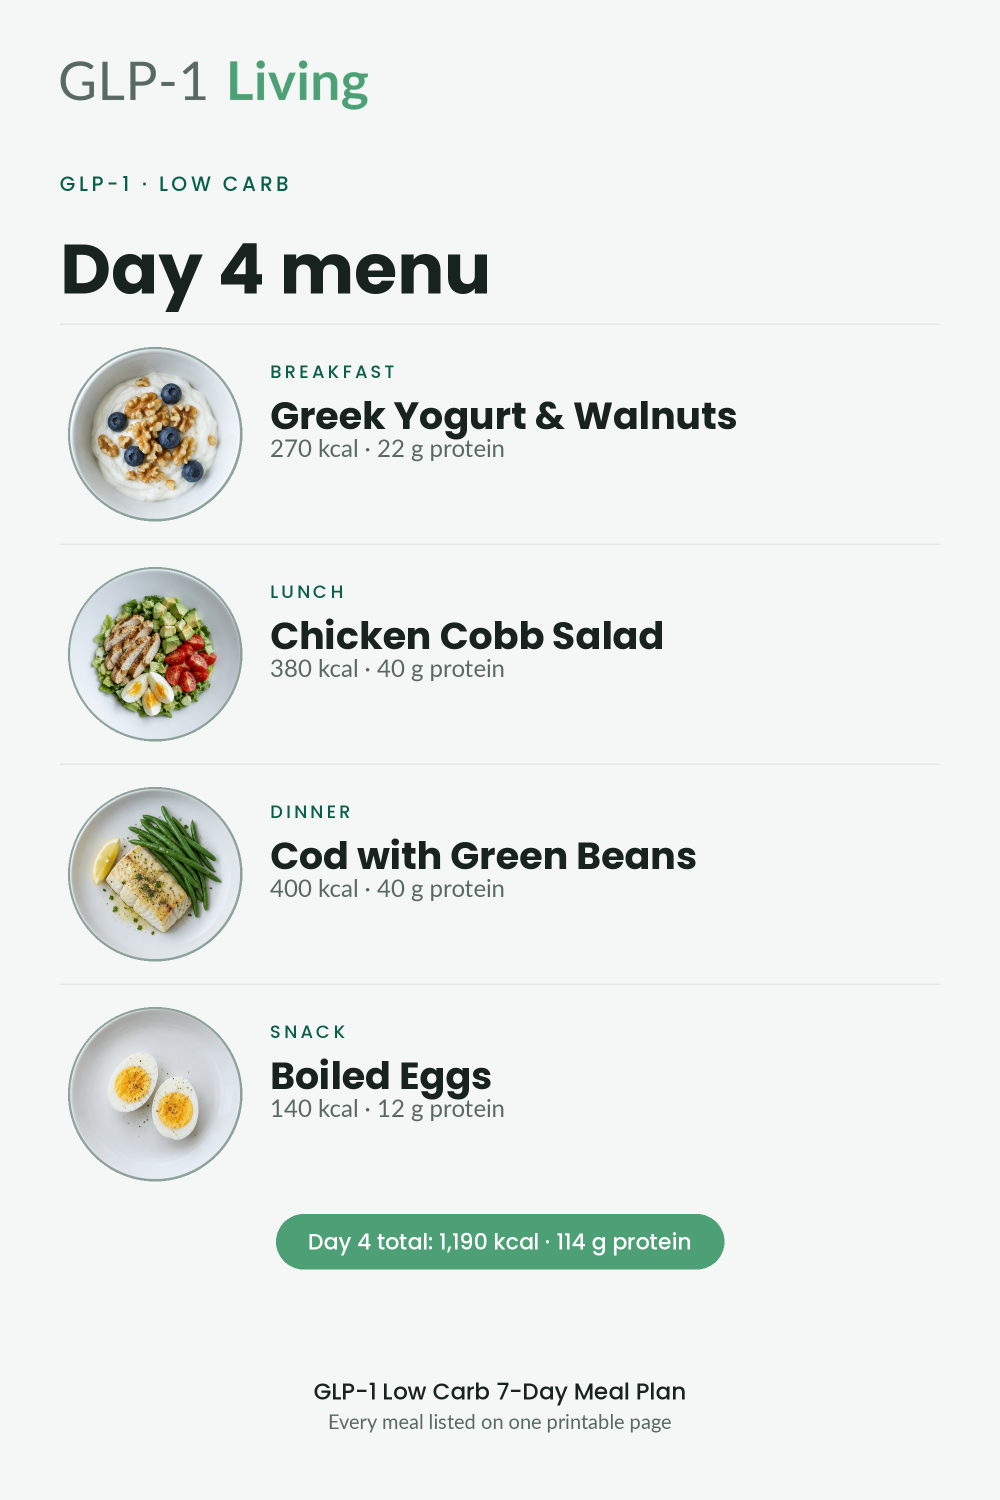 GLP-1 Living
GLP-1 · LOW CARB
Day 4 menu
BREAKFAST
Greek Yogurt & Walnuts
270 kcal · 22 g protein
LUNCH
Chicken Cobb Salad
380 kcal · 40 g protein
DINNER
Cod with Green Beans
400 kcal · 40 g protein
SNACK
Boiled Eggs
140 kcal · 12 g protein
Day 4 total: 1,190 kcal · 114 g protein
GLP-1 Low Carb 7-Day Meal Plan
Every meal listed on one printable page